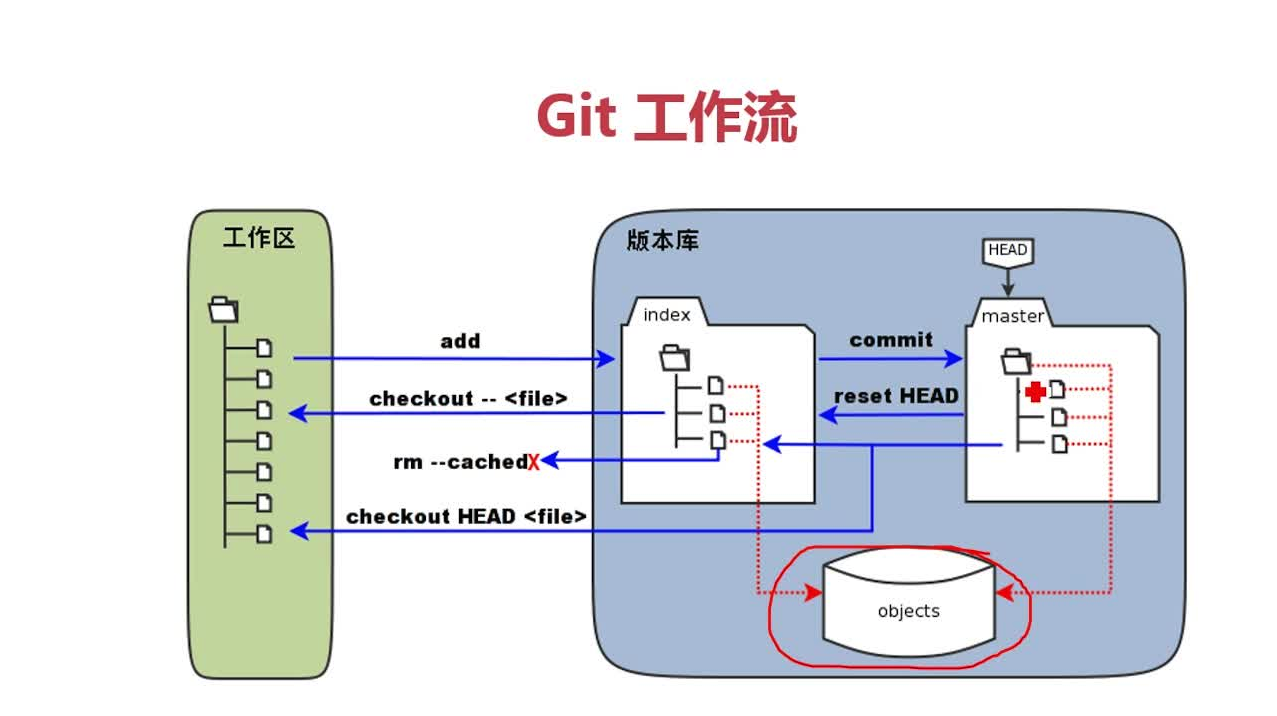 Git 工作流
工作区
版本库
HEAD
index
master
add
commit
checkout -- <file>
reset HEAD
rm --cachedX
checkout HEAD <file>
objects